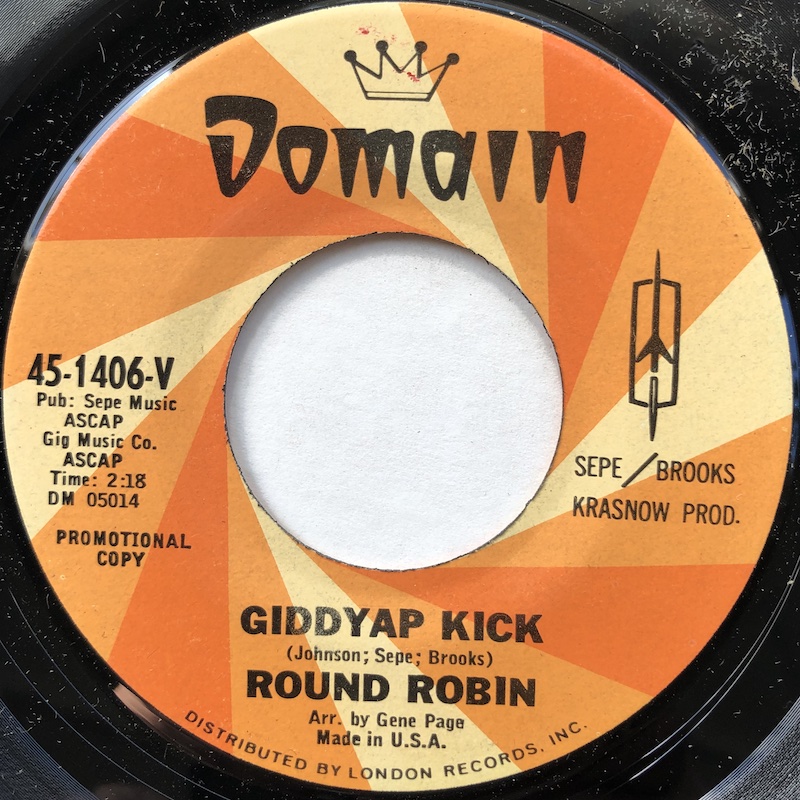 Domain
45-1406-V
Pub: Sepe Music
ASCAP
Gig Music Co.
ASCAP
Time: 2:18
DM 05014
PROMOTIONAL
COPY
SEPE/BROOKS
KRASNOW PROD.
GIDDYAP KICK
(Johnson; Sepe; Brooks)
ROUND ROBIN
Arr. by Gene Page
Made in U.S.A.
DISTRIBUTED BY LONDON RECORDS, INC.